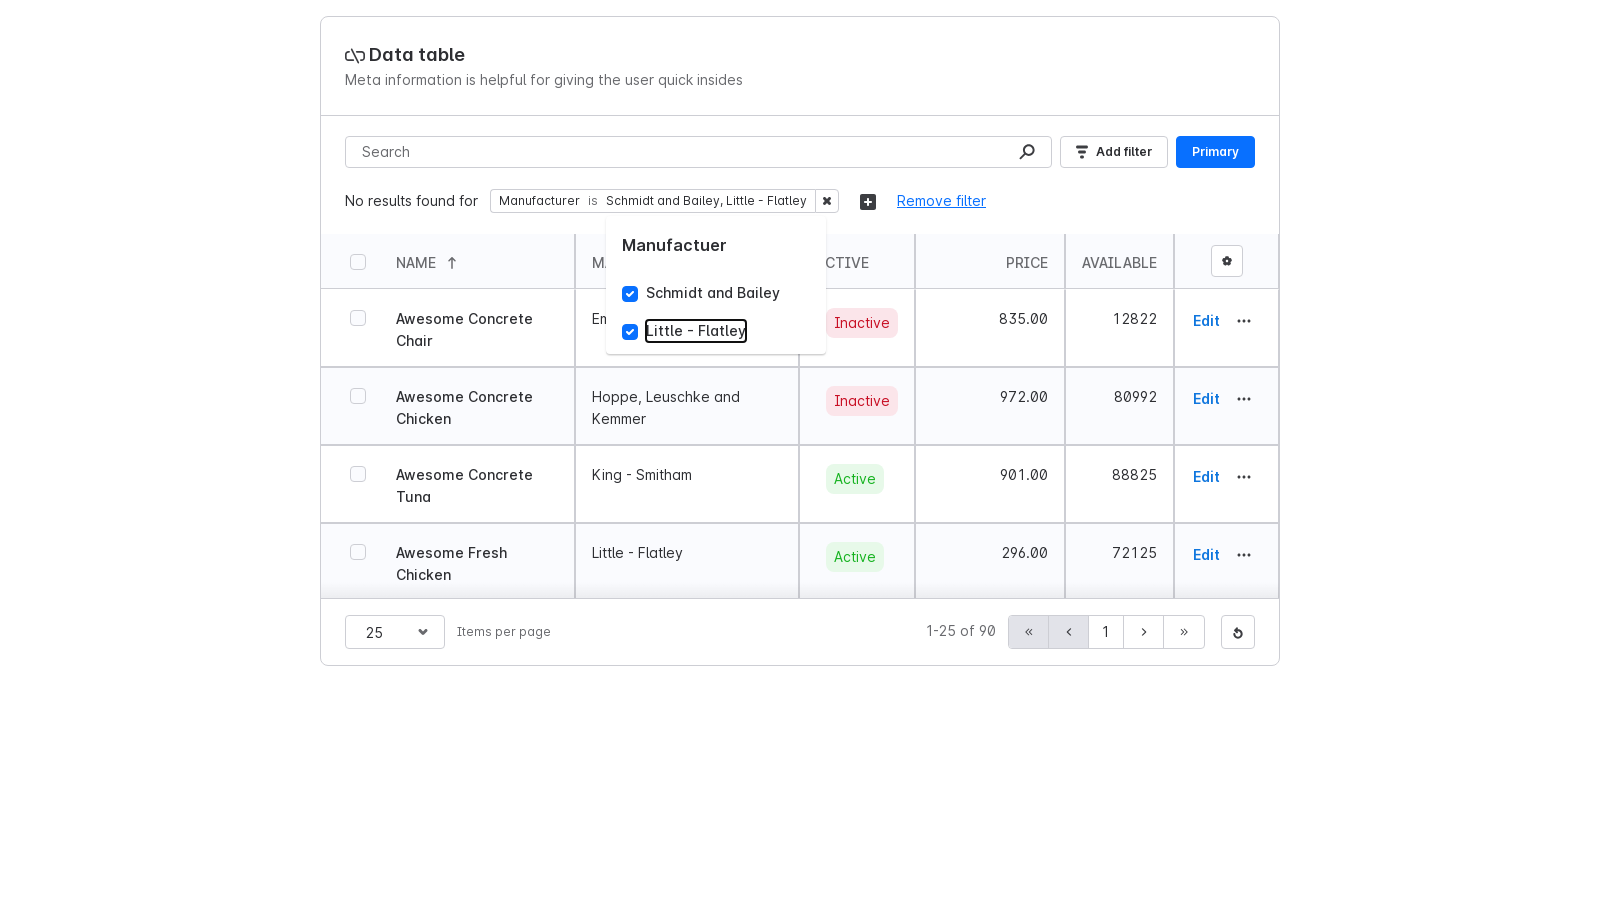 Data table
Meta information is helpful for giving the user quick insides
Search
Add filter
Primary
No results found for
Manufacturer is Schmidt and Bailey, Little - Flatley
Remove filter
Manufactuer
Schmidt and Bailey
Little - Flatley
NAME
PRICE
AVAILABLE
Awesome Concrete
Chair
Inactive
835.00
12822
Edit
Awesome Concrete
Chicken
Hoppe, Leuschke and
Kemmer
Inactive
972.00
80992
Edit
Awesome Concrete
Tuna
King - Smitham
Active
901.00
88825
Edit
Awesome Fresh
Chicken
Little - Flatley
Active
296.00
72125
Edit
25
Items per page
1-25 of 90
«
‹
1
›
»